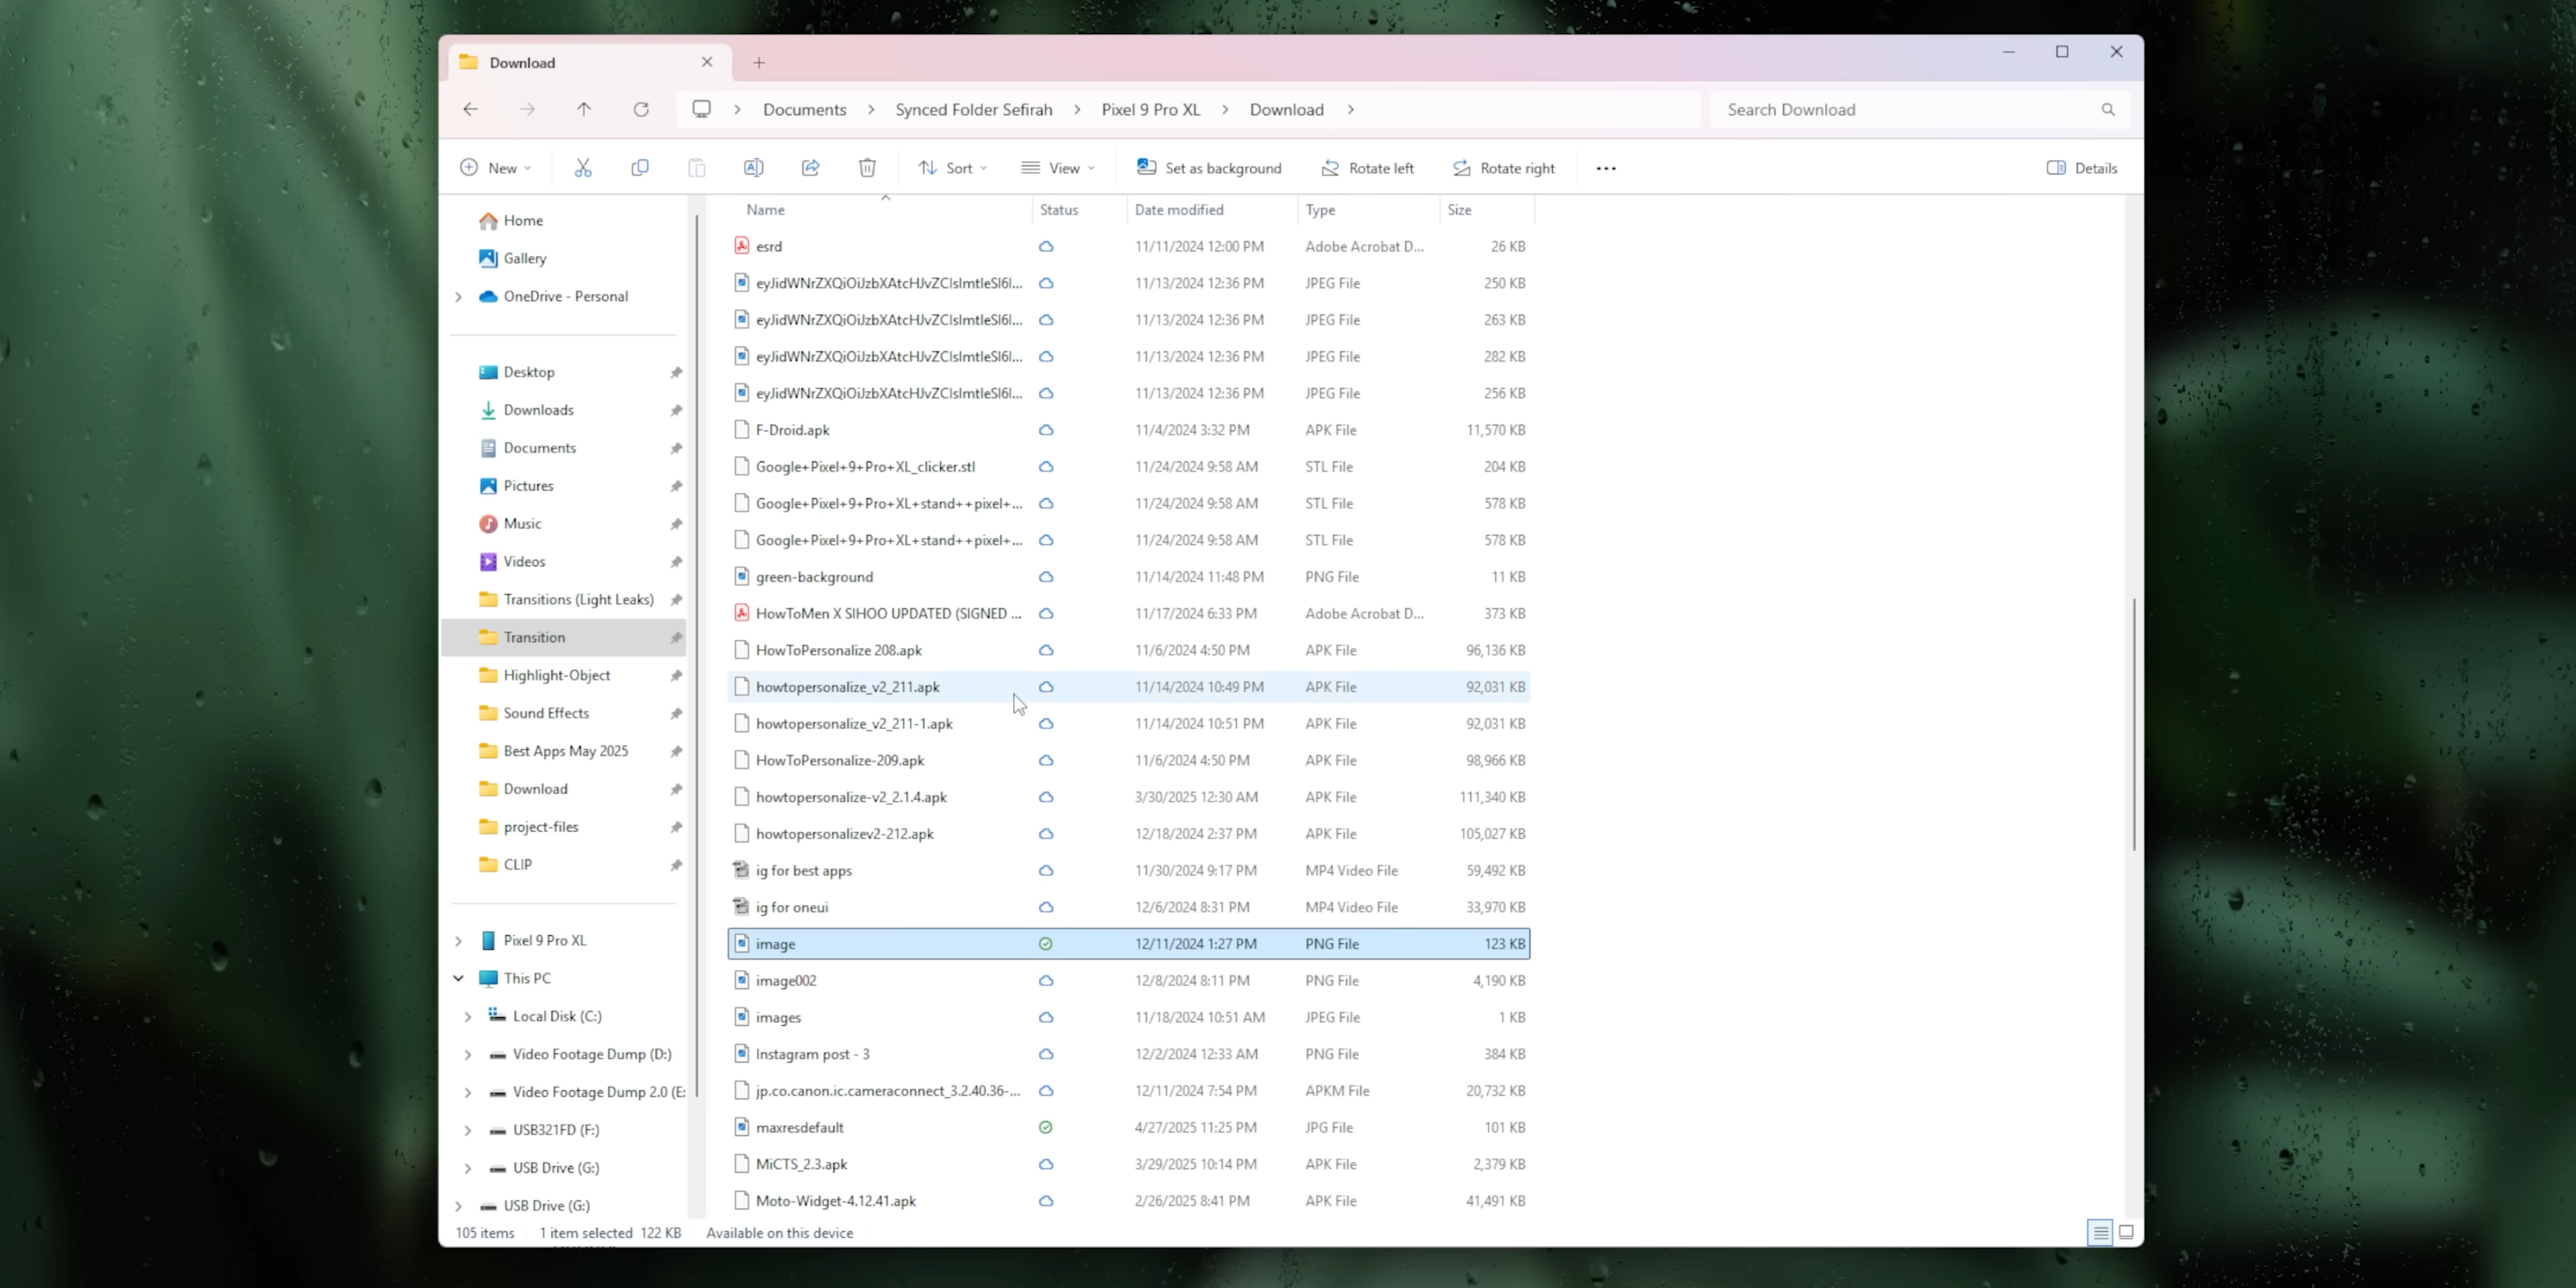 Download
Documents Synced Folder Sefirah Pixel 9 Pro XL Download
Search Download
New Sort View Set as background Rotate left Rotate right ... Details
Name Status Date modified Type Size
Home
Gallery
OneDrive - Personal
Desktop
Downloads
Documents
Pictures
Music
Videos
Transitions (Light Leaks)
Transition
Highlight-Object
Sound Effects
Best Apps May 2025
Download
project-files
CLIP
Pixel 9 Pro XL
This PC
Local Disk (C:)
Video Footage Dump (D:)
Video Footage Dump 2.0 (E:
USB321FD (F:)
USB Drive (G:)
USB Drive (G:)
esrd 11/11/2024 12:00 PM Adobe Acrobat D... 26 KB
eyJidWNrZXQiOiJzbXAtcHJvZCIsImtleSI6I... 11/13/2024 12:36 PM JPEG File 250 KB
eyJidWNrZXQiOiJzbXAtcHJvZCIsImtleSI6I... 11/13/2024 12:36 PM JPEG File 263 KB
eyJidWNrZXQiOiJzbXAtcHJvZCIsImtleSI6I... 11/13/2024 12:36 PM JPEG File 282 KB
eyJidWNrZXQiOiJzbXAtcHJvZCIsImtleSI6I... 11/13/2024 12:36 PM JPEG File 256 KB
F-Droid.apk 11/4/2024 3:32 PM APK File 11,570 KB
Google+Pixel+9+Pro+XL_clicker.stl 11/24/2024 9:58 AM STL File 204 KB
Google+Pixel+9+Pro+XL+stand++pixel+... 11/24/2024 9:58 AM STL File 578 KB
Google+Pixel+9+Pro+XL+stand++pixel+... 11/24/2024 9:58 AM STL File 578 KB
green-background 11/14/2024 11:48 PM PNG File 11 KB
HowToMen X SIHOO UPDATED (SIGNED ... 11/17/2024 6:33 PM Adobe Acrobat D... 373 KB
HowToPersonalize 208.apk 11/6/2024 4:50 PM APK File 96,136 KB
howtopersonalize_v2_211.apk 11/14/2024 10:49 PM APK File 92,031 KB
howtopersonalize_v2_211-1.apk 11/14/2024 10:51 PM APK File 92,031 KB
HowToPersonalize-209.apk 11/6/2024 4:50 PM APK File 98,966 KB
howtopersonalize-v2_2.1.4.apk 3/30/2025 12:30 AM APK File 111,340 KB
howtopersonalizev2-212.apk 12/18/2024 2:37 PM APK File 105,027 KB
ig for best apps 11/30/2024 9:17 PM MP4 Video File 59,492 KB
ig for oneui 12/6/2024 8:31 PM MP4 Video File 33,970 KB
image 12/11/2024 1:27 PM PNG File 123 KB
image002 12/8/2024 8:11 PM PNG File 4,190 KB
images 11/18/2024 10:51 AM JPEG File 1 KB
Instagram post - 3 12/2/2024 12:33 AM PNG File 384 KB
jp.co.canon.ic.cameraconnect_3.2.40.36-... 12/11/2024 7:54 PM APKM File 20,732 KB
maxresdefault 4/27/2025 11:25 PM JPG File 101 KB
MiCTS_2.3.apk 3/29/2025 10:14 PM APK File 2,379 KB
Moto-Widget-4.12.41.apk 2/26/2025 8:41 PM APK File 41,491 KB
105 items 1 item selected 122 KB Available on this device